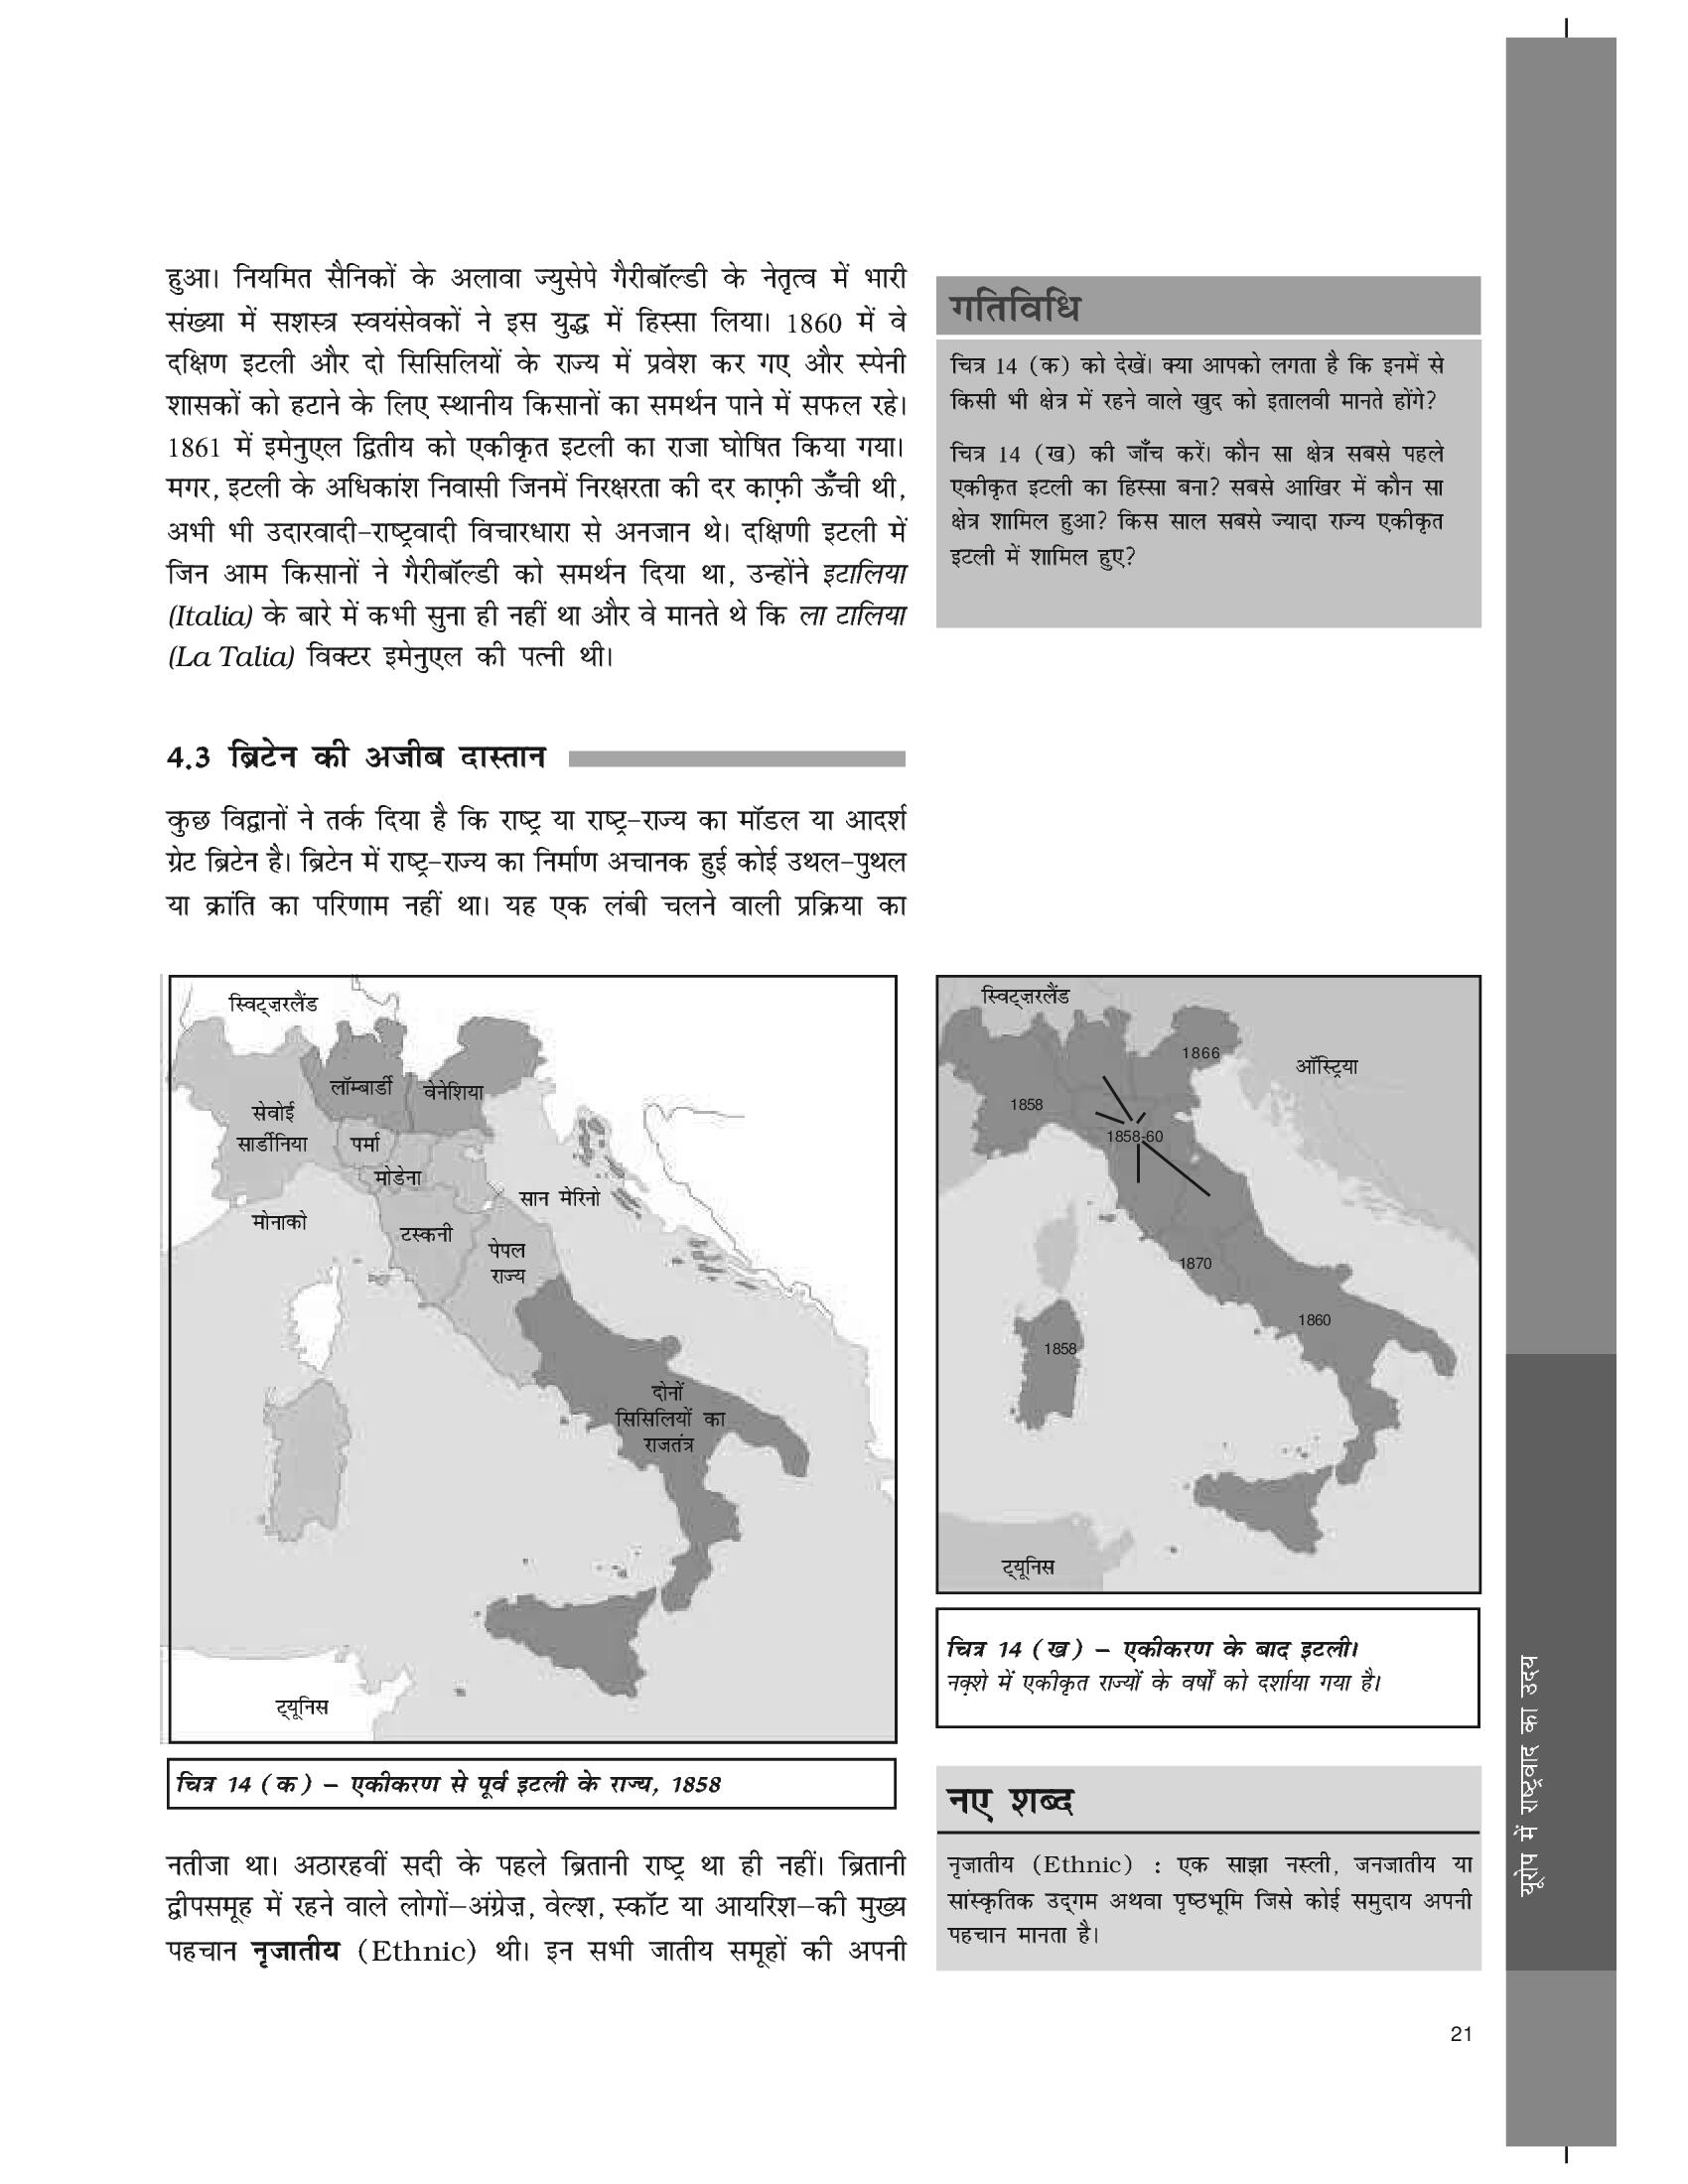 हुआ। नियमित सैनिकों के अलावा ज्युसेपे गैरीबॉल्डी के नेतृत्व में भारी
संख्या में सशस्त्र स्वयंसेवकों ने इस युद्ध में हिस्सा लिया। 1860 में वे
दक्षिण इटली और दो सिसिलियों के राज्य में प्रवेश कर गए और स्पेनी
शासकों को हटाने के लिए स्थानीय किसानों का समर्थन पाने में सफल रहे।
1861 में इमेनुएल द्वितीय को एकीकृत इटली का राजा घोषित किया गया।
मगर, इटली के अधिकांश निवासी जिनमें निरक्षरता की दर काफ़ी ऊँची थी,
अभी भी उदारवादी-राष्ट्रवादी विचारधारा से अनजान थे। दक्षिणी इटली में
जिन आम किसानों ने गैरीबॉल्डी को समर्थन दिया था, उन्होंने इटालिया
(Italia) के बारे में कभी सुना ही नहीं था और वे मानते थे कि ला टालिया
(La Talia) विक्टर इमेनुएल की पत्नी थी।
गतिविधि
चित्र 14 (क) को देखें। क्या आपको लगता है कि इनमें से
किसी भी क्षेत्र में रहने वाले खुद को इतालवी मानते होंगे?
चित्र 14 (ख) की जाँच करें। कौन सा क्षेत्र सबसे पहले
एकीकृत इटली का हिस्सा बना? सबसे आखिर में कौन सा
क्षेत्र शामिल हुआ? किस साल सबसे ज्यादा राज्य एकीकृत
इटली में शामिल हुए?
4.3 ब्रिटेन की अजीब दास्तान
कुछ विद्वानों ने तर्क दिया है कि राष्ट्र या राष्ट्र-राज्य का मॉडल या आदर्श
ग्रेट ब्रिटेन है। ब्रिटेन में राष्ट्र-राज्य का निर्माण अचानक हुई कोई उथल-पुथल
या क्रांति का परिणाम नहीं था। यह एक लंबी चलने वाली प्रक्रिया का
स्विट्ज़रलैंड
लॉम्बार्डी
वेनेशिया
सेवोई
सार्डीनिया
पर्मा
मोडेना
सान मेरिनो
मोनाको
टस्कनी
पेपल
राज्य
दोनों
सिसिलियों का
राजतंत्र
ट्यूनिस
चित्र 14 (क) – एकीकरण से पूर्व इटली के राज्य, 1858
स्विट्ज़रलैंड
1866
ऑस्ट्रिया
1858
1858-60
1870
1860
1858
ट्यूनिस
चित्र 14 (ख) – एकीकरण के बाद इटली।
नक़्शे में एकीकृत राज्यों के वर्षों को दर्शाया गया है।
नतीजा था। अठारहवीं सदी के पहले ब्रितानी राष्ट्र था ही नहीं। ब्रितानी
द्वीपसमूह में रहने वाले लोगों–अंग्रेज़, वेल्श, स्कॉट या आयरिश–की मुख्य
पहचान नृजातीय (Ethnic) थी। इन सभी जातीय समूहों की अपनी
नए शब्द
नृजातीय (Ethnic) : एक साझा नस्ली, जनजातीय या
सांस्कृतिक उद्गम अथवा पृष्ठभूमि जिसे कोई समुदाय अपनी
पहचान मानता है।
यूरोप में राष्ट्रवाद का उदय
21